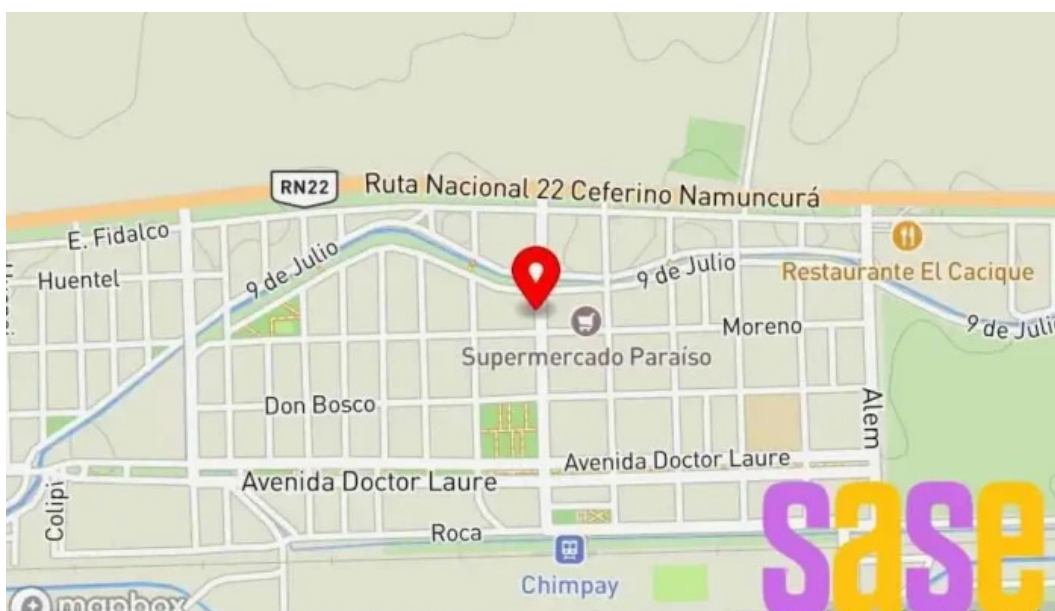 RN22
Ruta Nacional 22 Ceferino Namuncurá
E. Fidalco
9 de Julio
Huentel
9 de Julio
Restaurante El Cacique
9 de Juli
Moreno
Supermercado Paraíso
Don Bosco
Alem
Avenida Doctor Laure
Avenida Doctor Laure
Colipi
Roca
Chimpay
sase
mapbox